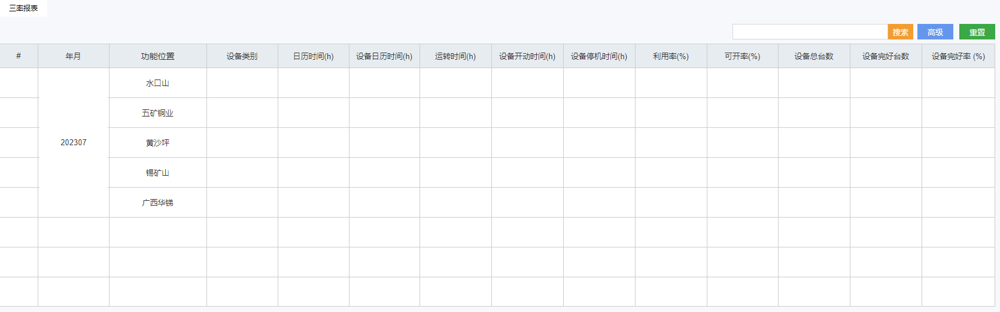 三率报表
搜索 高级 重置
# 年月 功能位置 设备类别 日历时间(h) 设备日历时间(h) 运转时间(h) 设备开动时间(h) 设备停机时间(h) 利用率(%) 可开率(%) 设备总台数 设备完好台数 设备完好率 (%)
水口山
五矿铜业
202307 黄沙坪
锡矿山
广西华锑